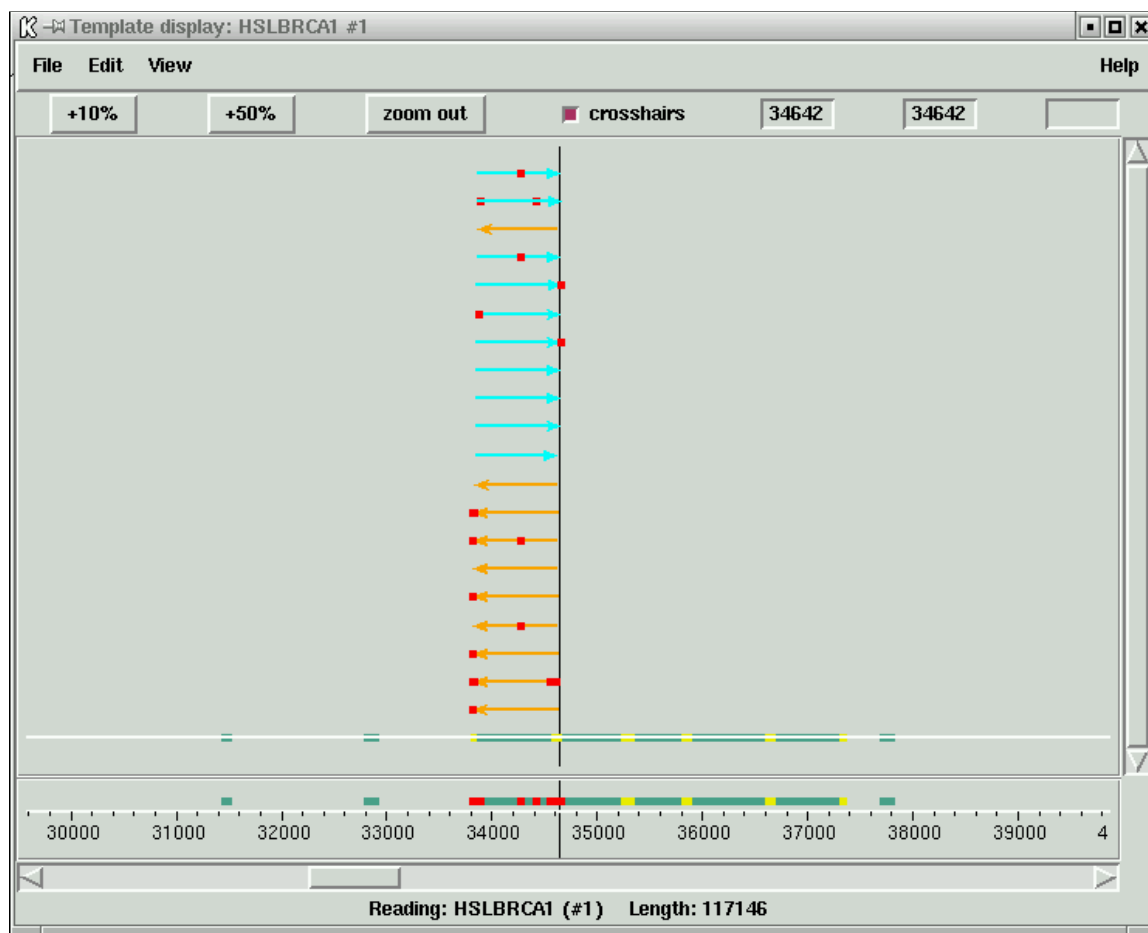 K Template display: HSLBRCA1 #1
File Edit View Help
+10% +50% zoom out crosshairs 34642 34642
30000 31000 32000 33000 34000 35000 36000 37000 38000 39000 4
Reading: HSLBRCA1 (#1) Length: 117146